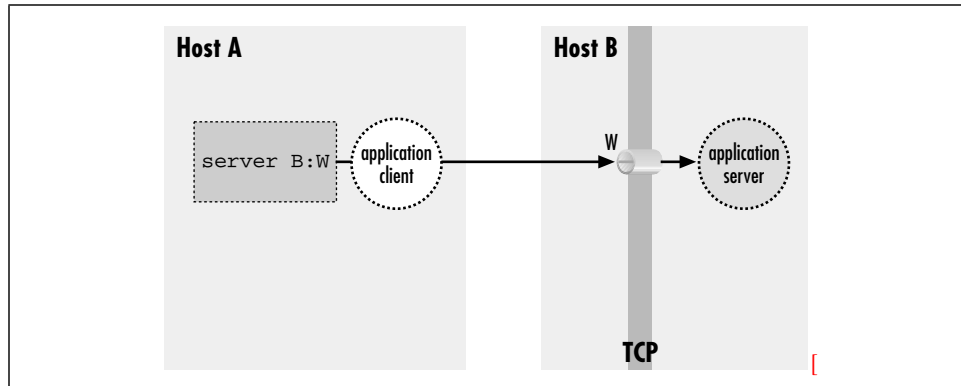 Host A
Host B
server B:W
application
client
W
application
server
TCP
[